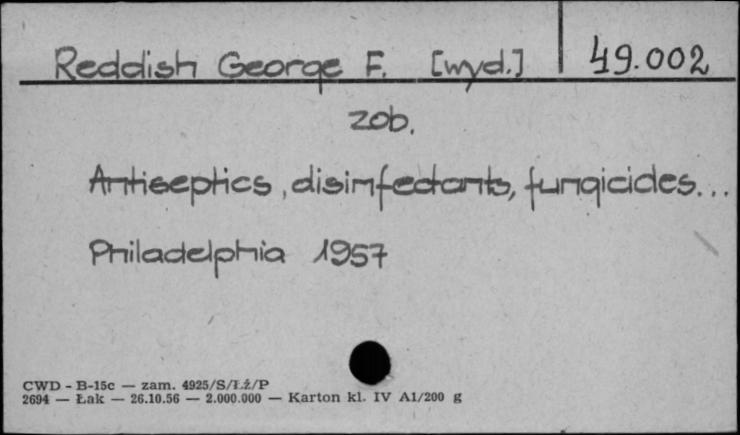 Reddish George F. [wyd.] 49.002
zob.
Antiseptics, disinfectants, fungicides...
Philadelphia 1957
CWD - B-15c — zam. 4925/S/Łż/P
2694 — Łak — 26.10.56 — 2.000.000 — Karton kl. IV A1/200 g